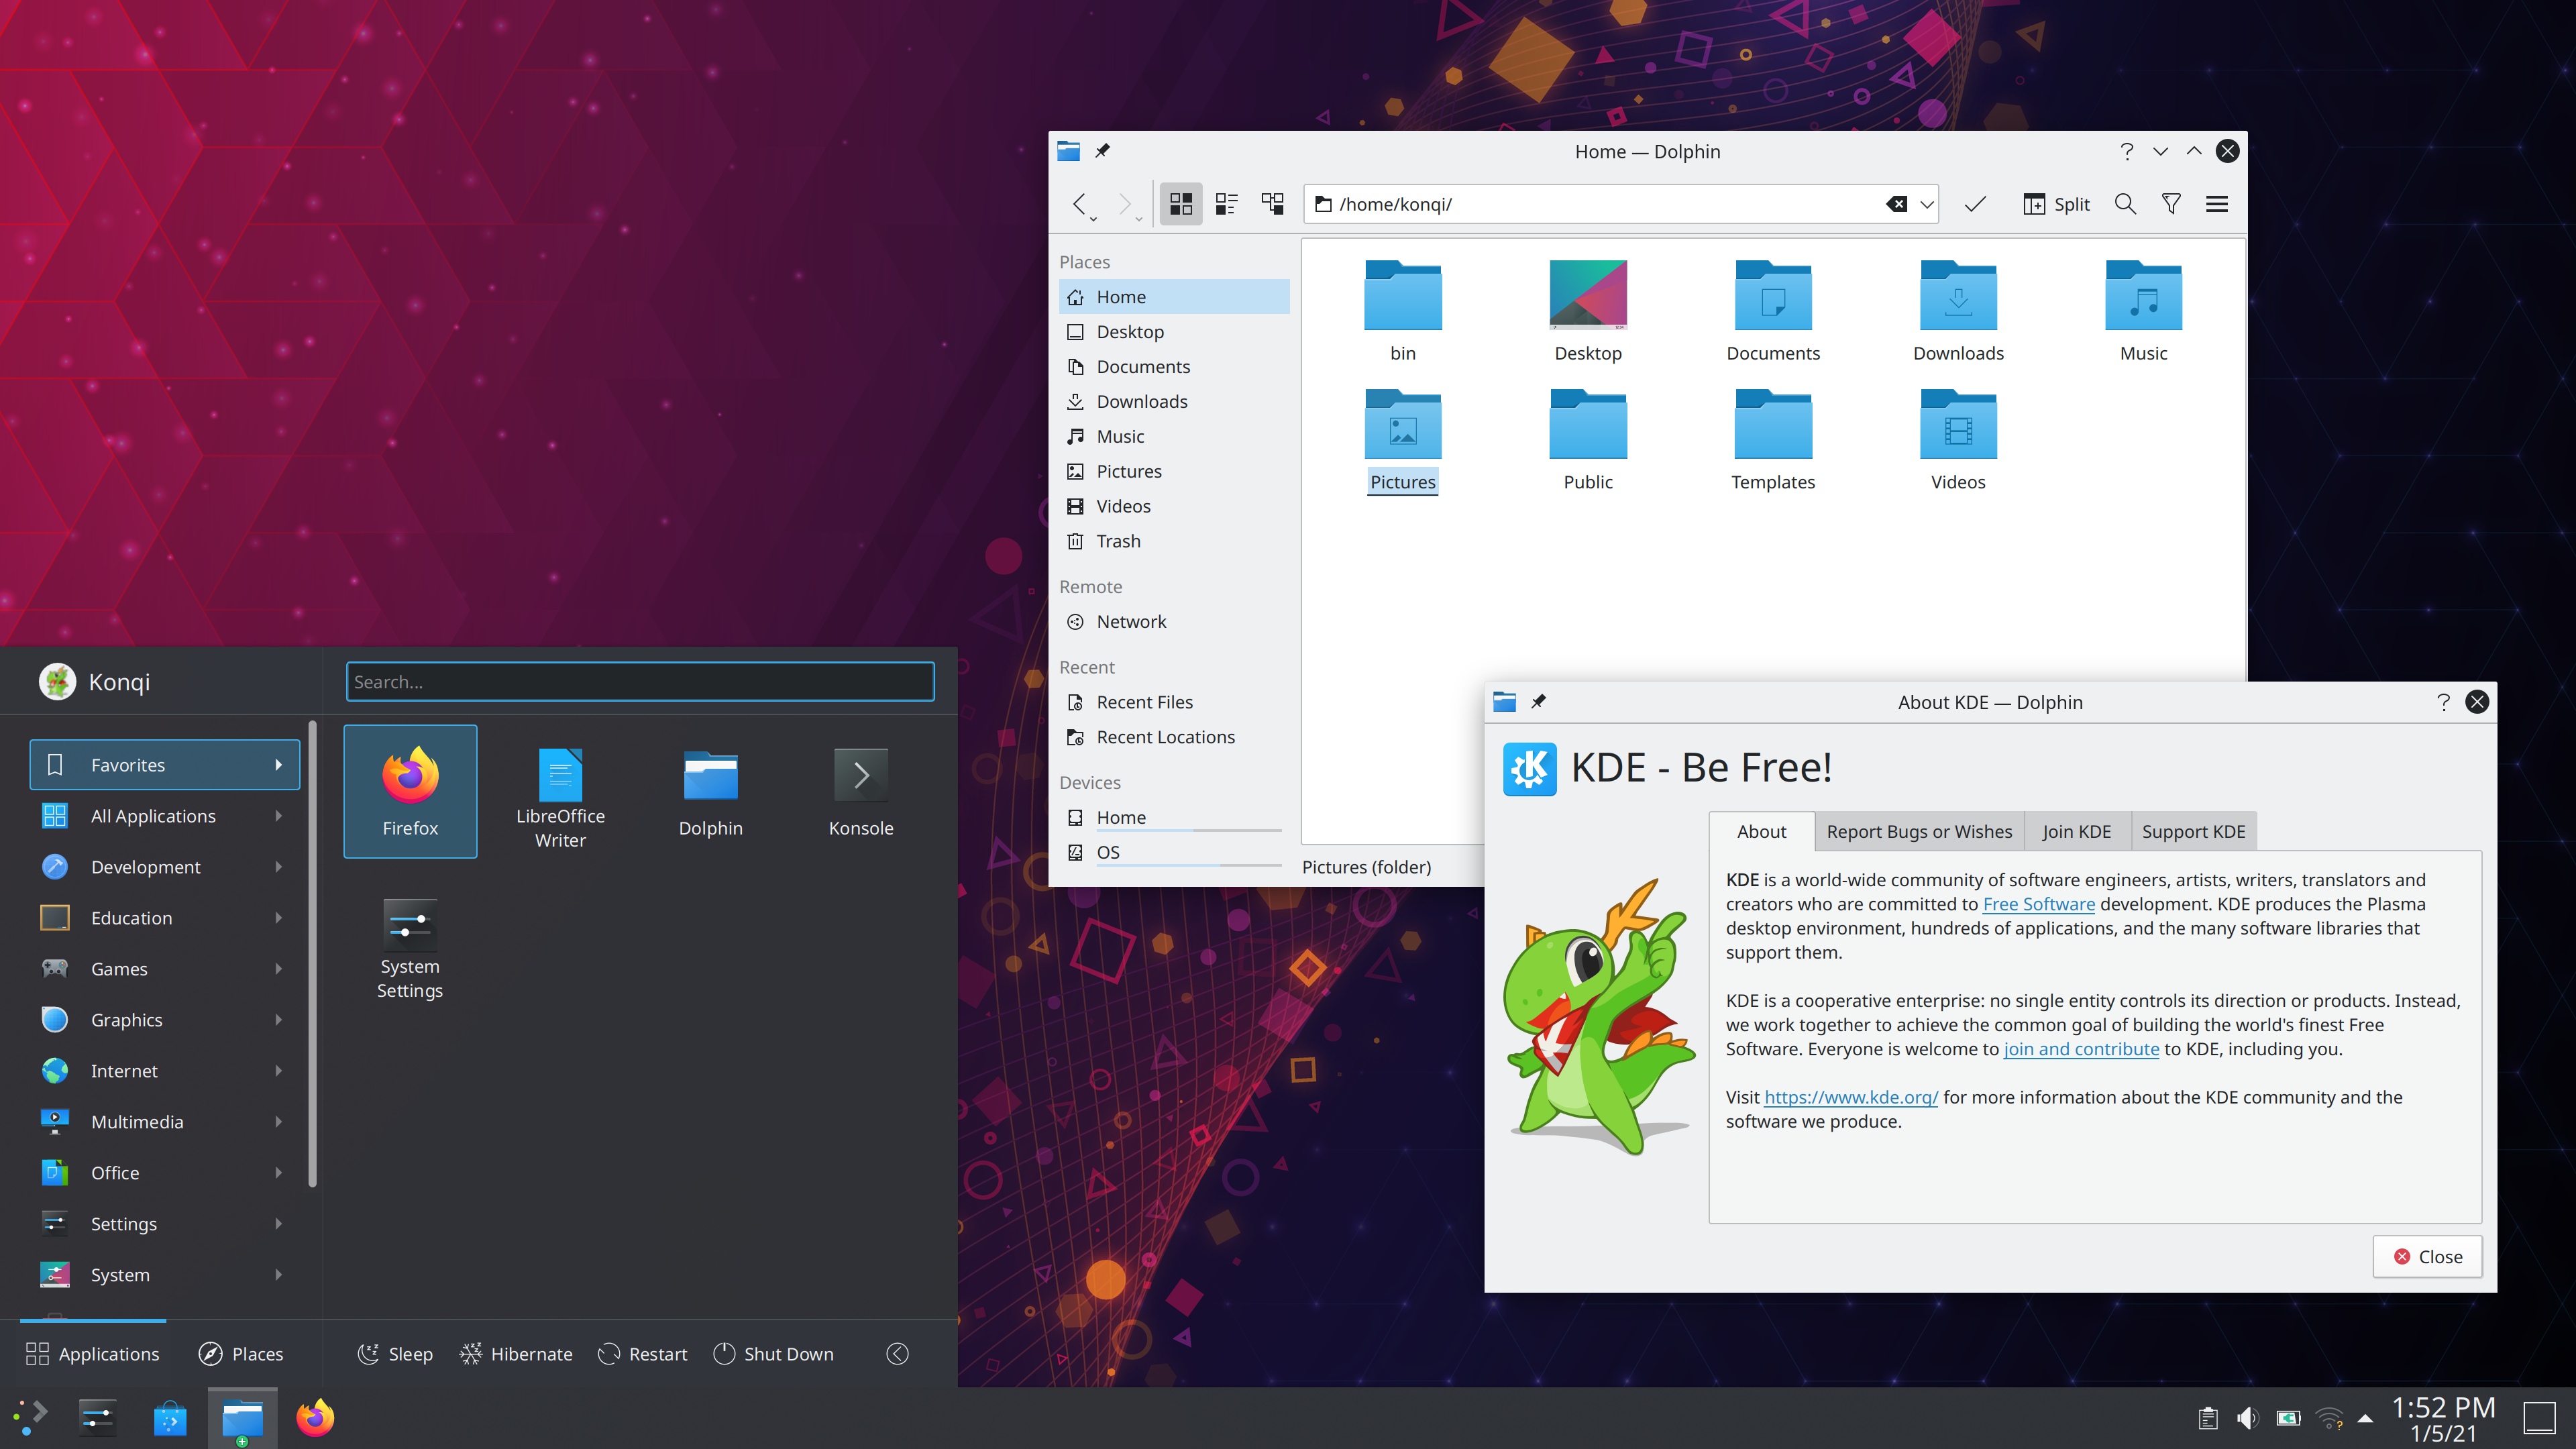 Home — Dolphin
/home/konqi/
Split
Places
Home
Desktop
Documents
Downloads
Music
Pictures
Videos
Trash
Remote
Network
Recent
Recent Files
Recent Locations
Devices
Home
OS
bin
Desktop
Documents
Downloads
Music
Pictures
Public
Templates
Videos
Pictures (folder)
About KDE — Dolphin
KDE - Be Free!
About
Report Bugs or Wishes
Join KDE
Support KDE
KDE is a world-wide community of software engineers, artists, writers, translators and
creators who are committed to Free Software development. KDE produces the Plasma
desktop environment, hundreds of applications, and the many software libraries that
support them.
KDE is a cooperative enterprise: no single entity controls its direction or products. Instead,
we work together to achieve the common goal of building the world's finest Free
Software. Everyone is welcome to join and contribute to KDE, including you.
Visit https://www.kde.org/ for more information about the KDE community and the
software we produce.
Close
Konqi
Search...
Favorites
All Applications
Development
Education
Games
Graphics
Internet
Multimedia
Office
Settings
System
Firefox
LibreOffice
Writer
Dolphin
Konsole
System
Settings
Applications
Places
Sleep
Hibernate
Restart
Shut Down
1:52 PM
1/5/21